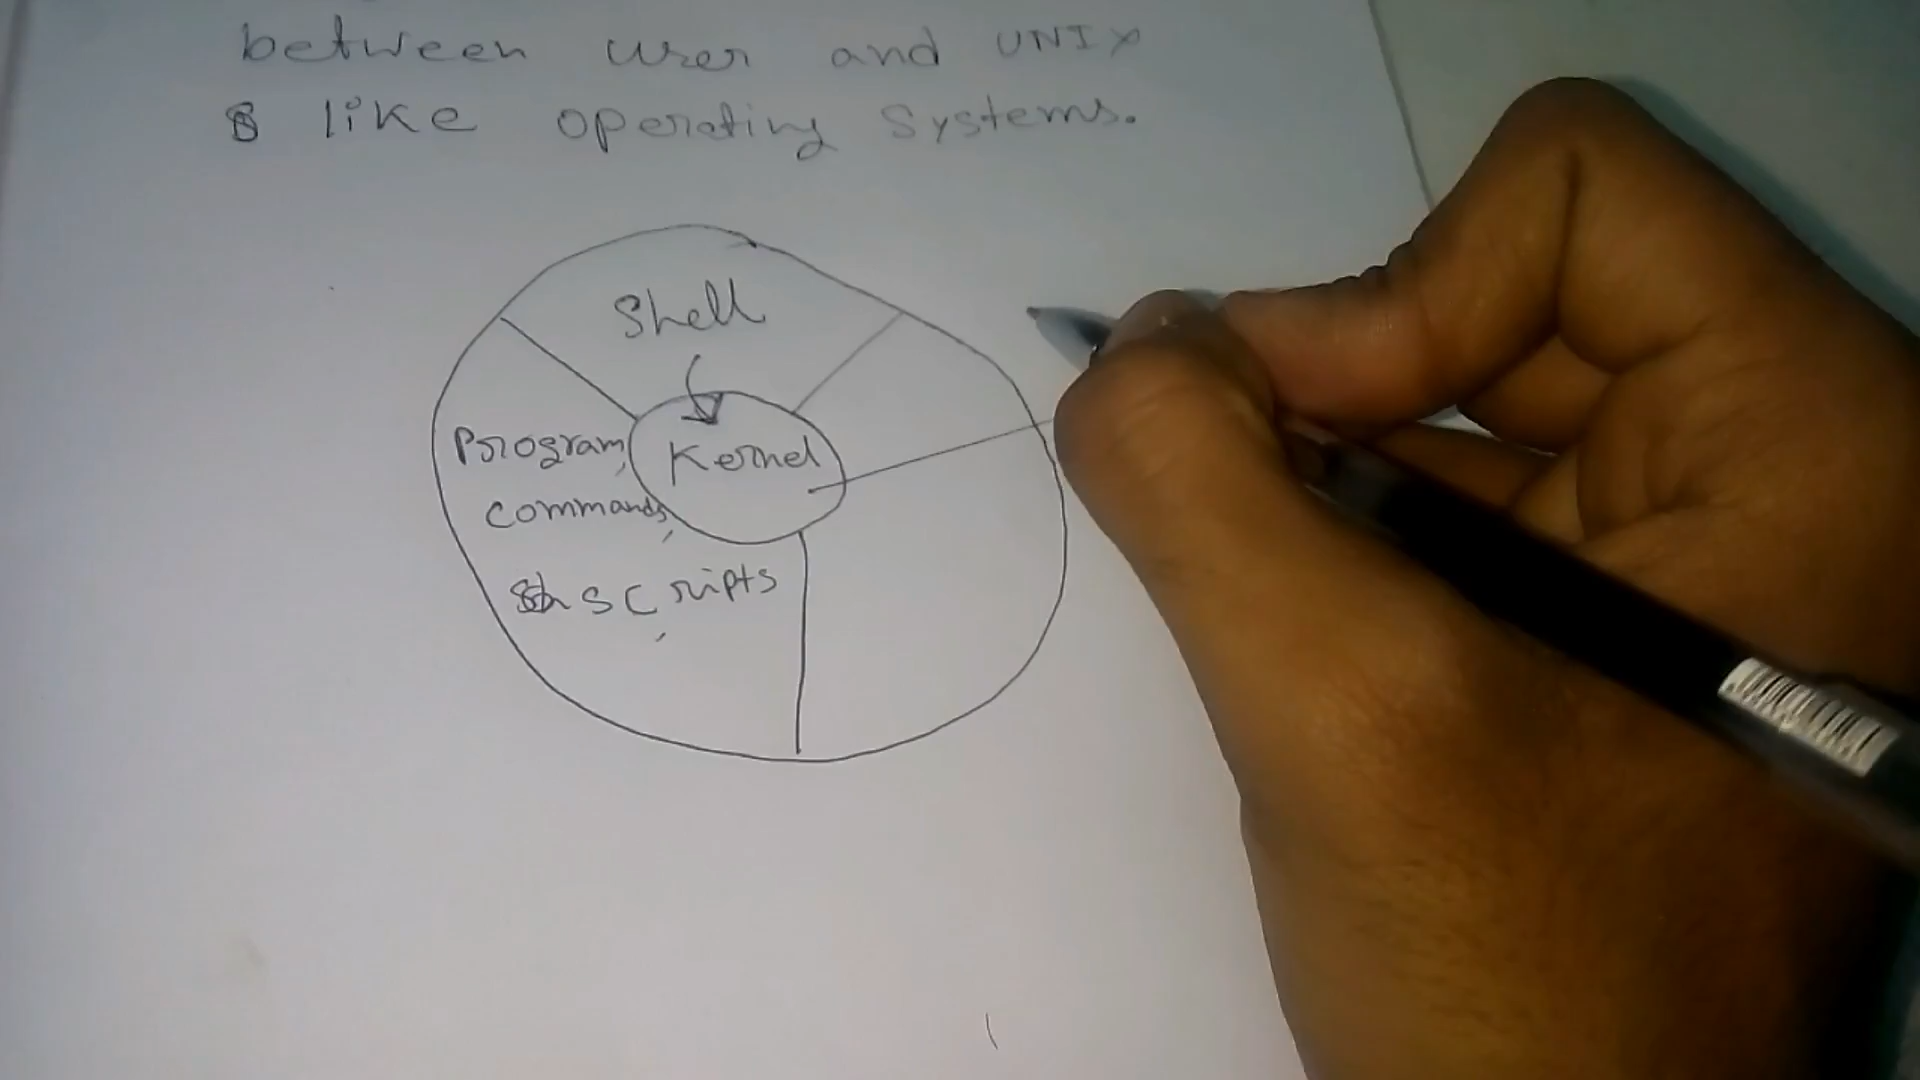 between user and UNIX
like operating systems.
Shell
Kernel
Program,
commands,
scripts,